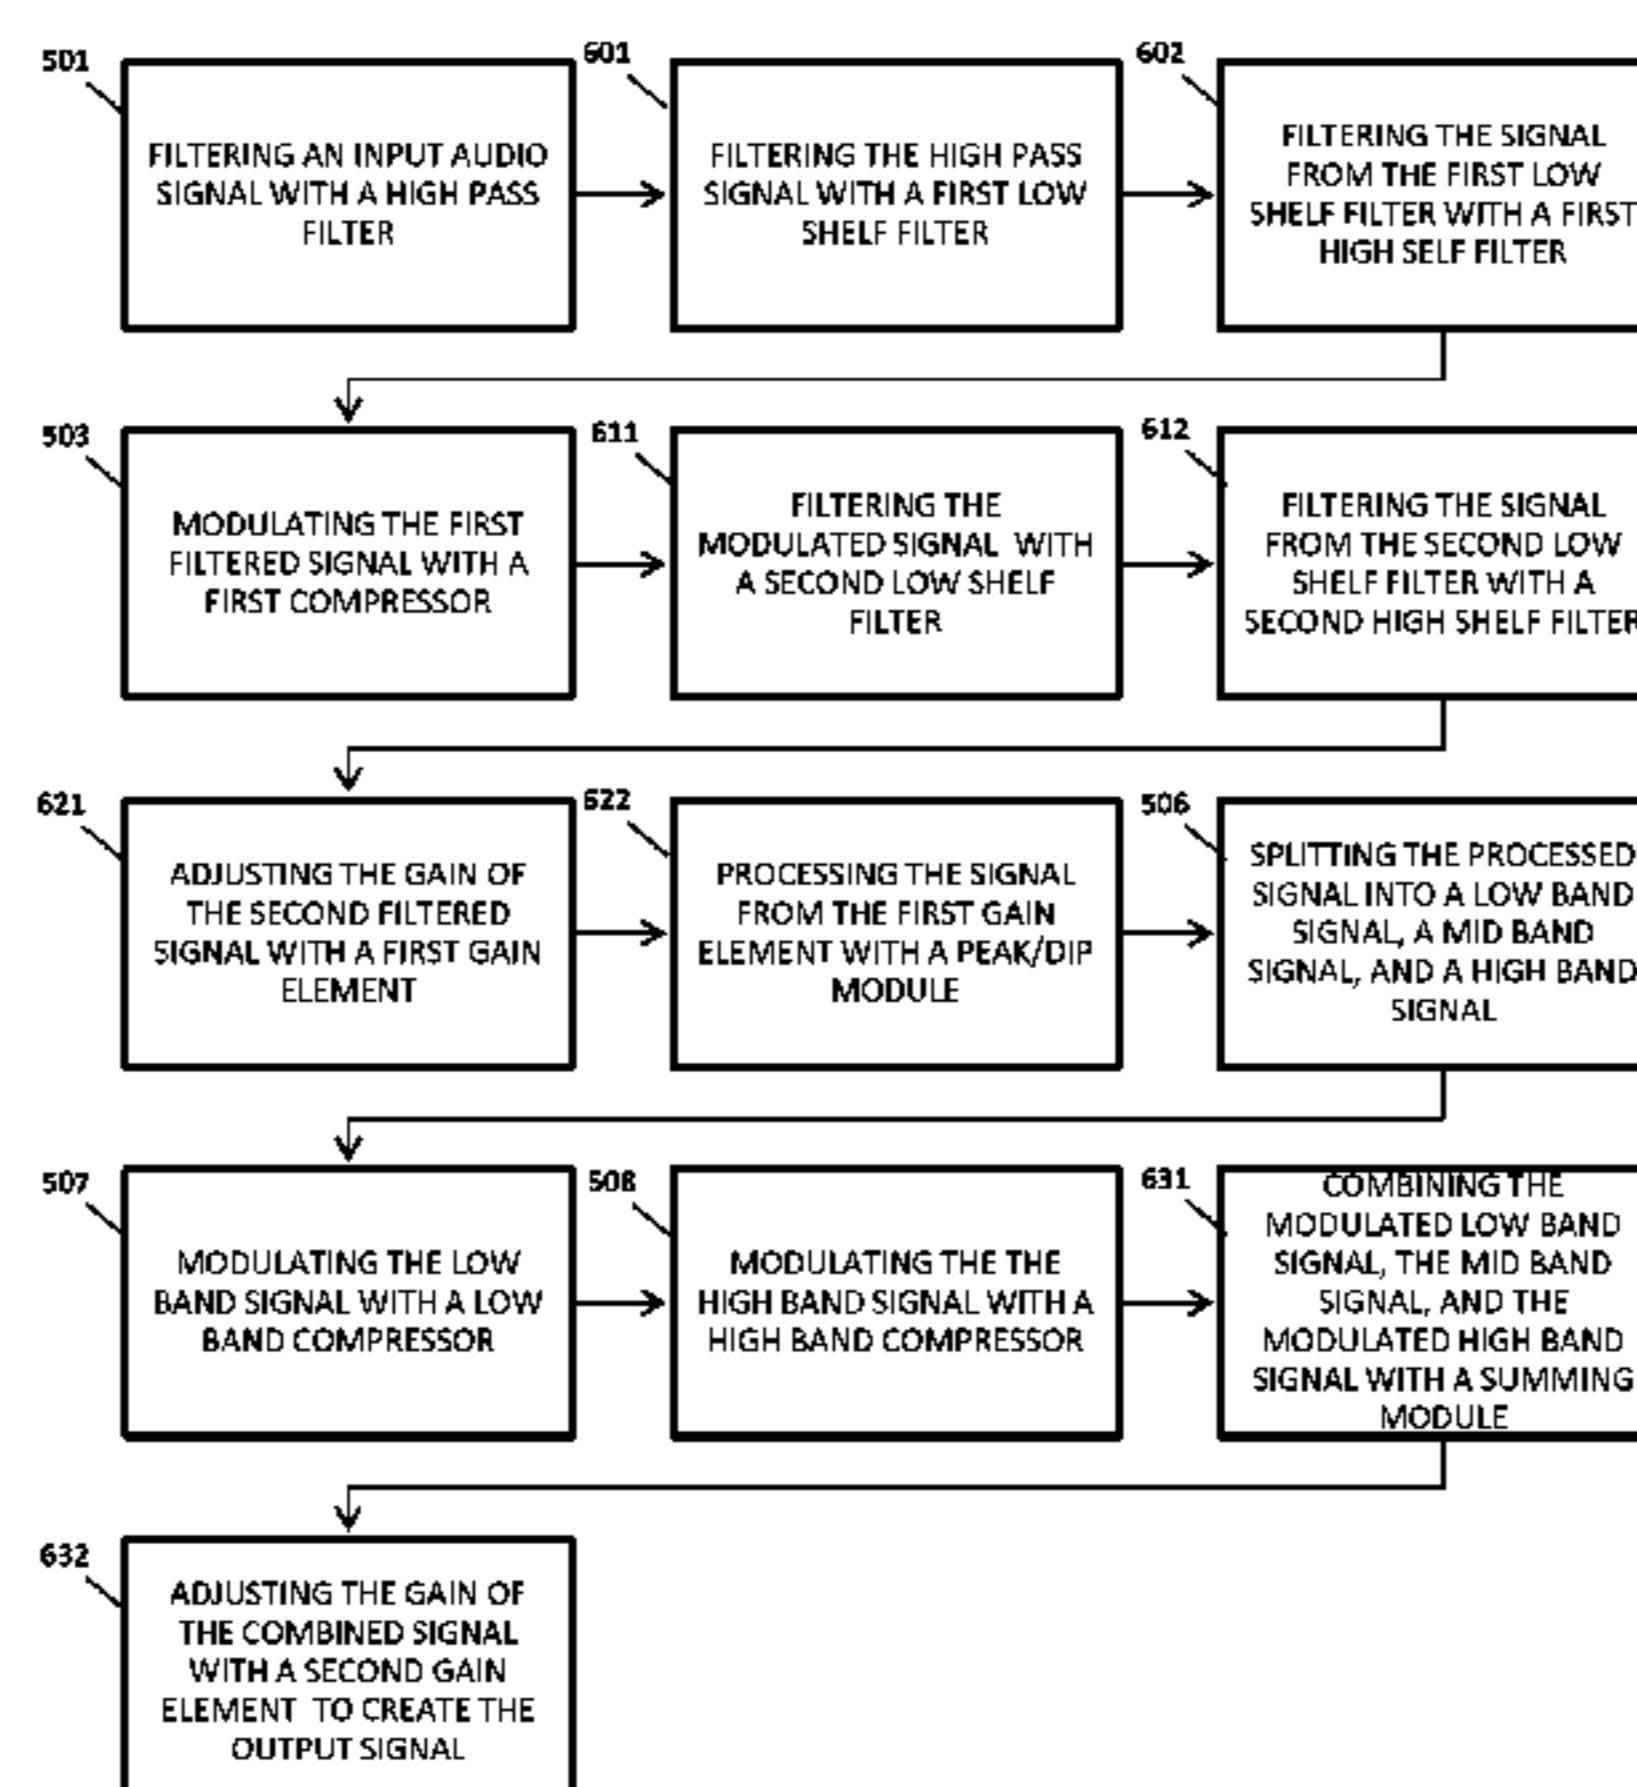 501
FILTERING AN INPUT AUDIO
SIGNAL WITH A HIGH PASS
FILTER
601
FILTERING THE HIGH PASS
SIGNAL WITH A FIRST LOW
SHELF FILTER
602
FILTERING THE SIGNAL
FROM THE FIRST LOW
SHELF FILTER WITH A FIRST
HIGH SELF FILTER
503
MODULATING THE FIRST
FILTERED SIGNAL WITH A
FIRST COMPRESSOR
611
FILTERING THE
MODULATED SIGNAL WITH
A SECOND LOW SHELF
FILTER
612
FILTERING THE SIGNAL
FROM THE SECOND LOW
SHELF FILTER WITH A
SECOND HIGH SHELF FILTER
621
ADJUSTING THE GAIN OF
THE SECOND FILTERED
SIGNAL WITH A FIRST GAIN
ELEMENT
622
PROCESSING THE SIGNAL
FROM THE FIRST GAIN
ELEMENT WITH A PEAK/DIP
MODULE
506
SPLITTING THE PROCESSED
SIGNAL INTO A LOW BAND
SIGNAL, A MID BAND
SIGNAL, AND A HIGH BAND
SIGNAL
507
MODULATING THE LOW
BAND SIGNAL WITH A LOW
BAND COMPRESSOR
508
MODULATING THE THE
HIGH BAND SIGNAL WITH A
HIGH BAND COMPRESSOR
631
COMBINING THE
MODULATED LOW BAND
SIGNAL, THE MID BAND
SIGNAL, AND THE
MODULATED HIGH BAND
SIGNAL WITH A SUMMING
MODULE
632
ADJUSTING THE GAIN OF
THE COMBINED SIGNAL
WITH A SECOND GAIN
ELEMENT TO CREATE THE
OUTPUT SIGNAL